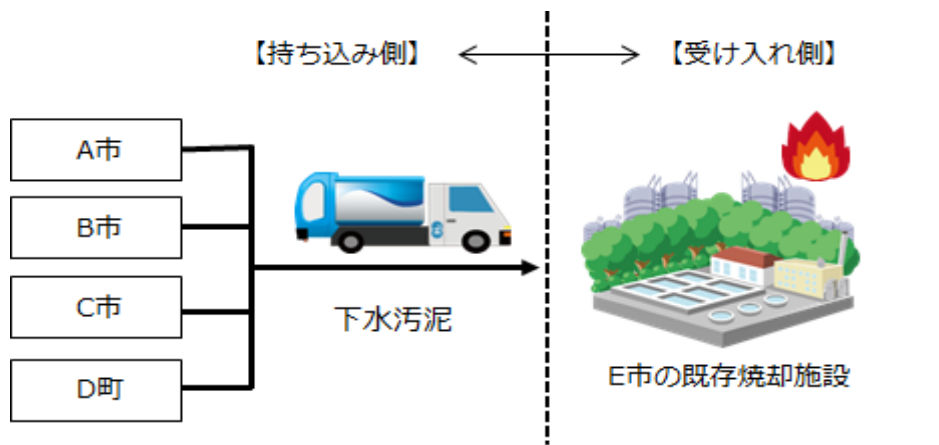 【持ち込み側】
【受け入れ側】
A市
B市
C市
D町
下水汚泥
E市の既存焼却施設